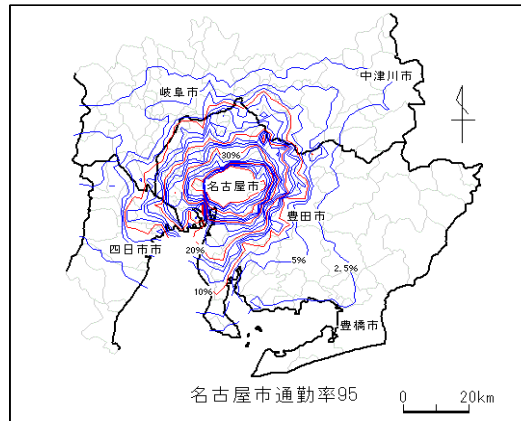 中津川市
岐阜市
30%
名古屋市
豊田市
四日市市
20%
5%
2.5%
10%
豊橋市
名古屋市通勤率95
0 20km